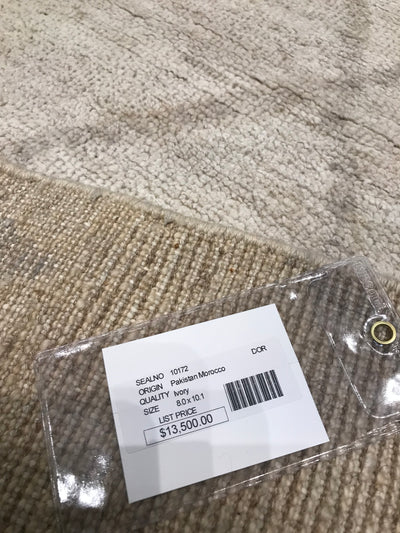 DOR
SEALNO 10172
ORIGIN Pakistan Morocco
QUALITY Ivory
SIZE 8.0 x 10.1
LIST PRICE
$13,500.00